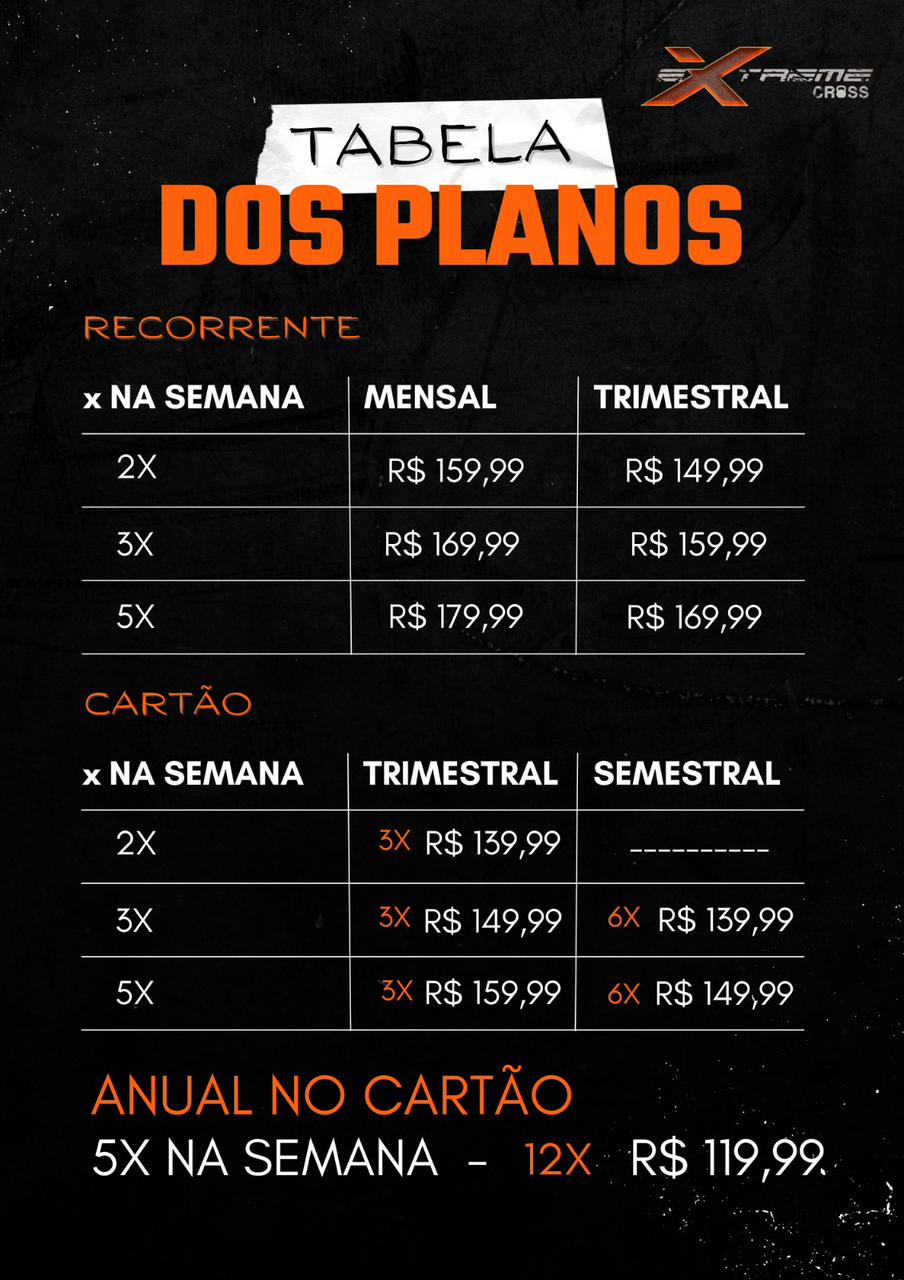 EXTREME
CROSS
TABELA
DOS PLANOS
RECORRENTE
x NA SEMANA MENSAL TRIMESTRAL
2X R$ 159,99 R$ 149,99
3X R$ 169,99 R$ 159,99
5X R$ 179,99 R$ 169,99
CARTÃO
x NA SEMANA TRIMESTRAL SEMESTRAL
2X 3X R$ 139,99 __________
3X 3X R$ 149,99 6X R$ 139,99
5X 3X R$ 159,99 6X R$ 149,99
ANUAL NO CARTÃO
5X NA SEMANA - 12X R$ 119,99